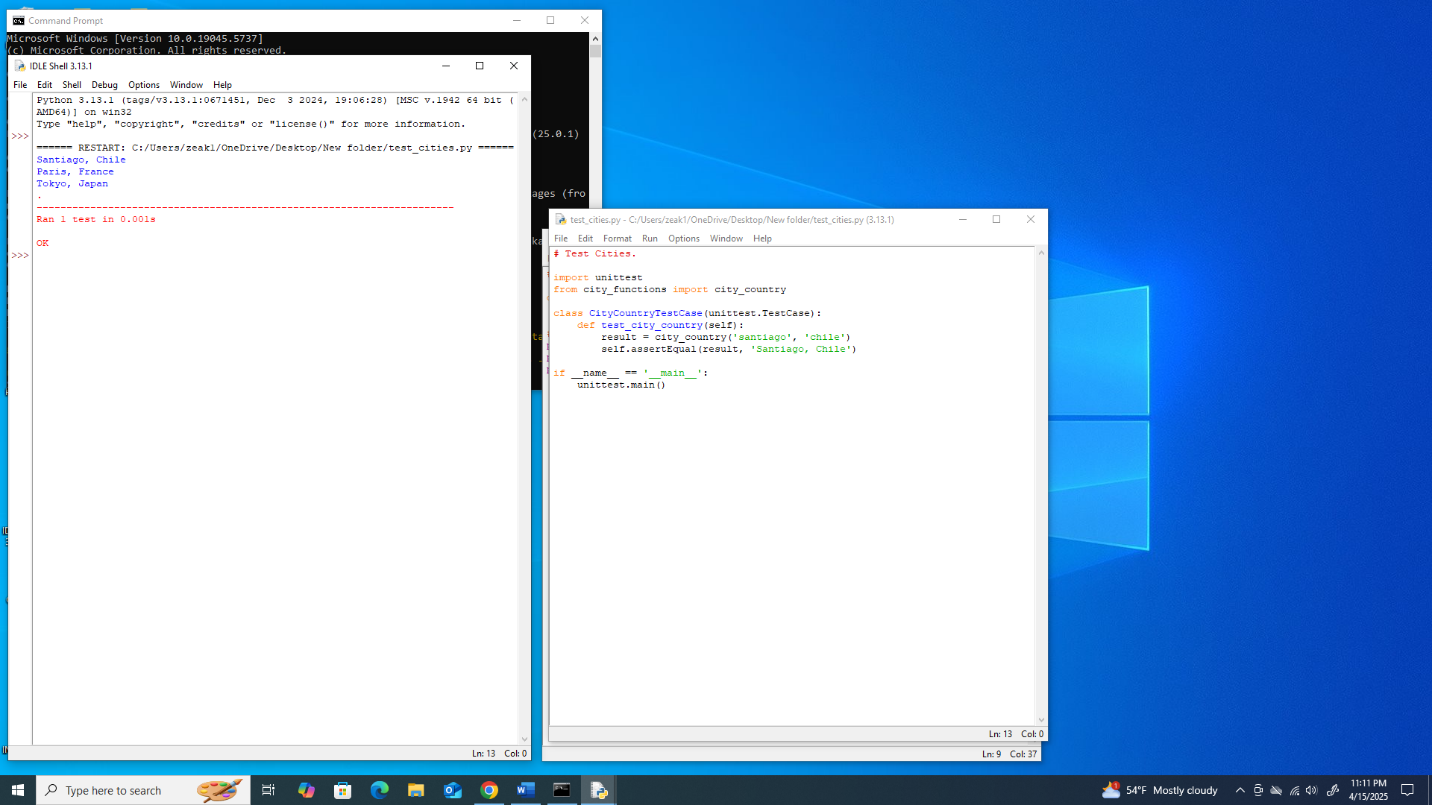 Command Prompt
Microsoft Windows [Version 10.0.19045.5737]
(c) Microsoft Corporation. All rights reserved.
(25.0.1)
ages (fro
IDLE Shell 3.13.1
File Edit Shell Debug Options Window Help
Python 3.13.1 (tags/v3.13.1:0671451, Dec  3 2024, 19:06:28) [MSC v.1942 64 bit (
AMD64)] on win32
Type "help", "copyright", "credits" or "license()" for more information.
>>>
====== RESTART: C:/Users/zeak1/OneDrive/Desktop/New folder/test_cities.py ======
Santiago, Chile
Paris, France
Tokyo, Japan
.
----------------------------------------------------------------------
Ran 1 test in 0.001s
OK
>>>
Ln: 13 Col: 0
test_cities.py - C:/Users/zeak1/OneDrive/Desktop/New folder/test_cities.py (3.13.1)
File Edit Format Run Options Window Help
# Test Cities.
import unittest
from city_functions import city_country
class CityCountryTestCase(unittest.TestCase):
    def test_city_country(self):
        result = city_country('santiago', 'chile')
        self.assertEqual(result, 'Santiago, Chile')
if __name__ == '__main__':
    unittest.main()
Ln: 13 Col: 0
Ln: 9 Col: 37
Type here to search
54°F Mostly cloudy
11:11 PM
4/15/2025